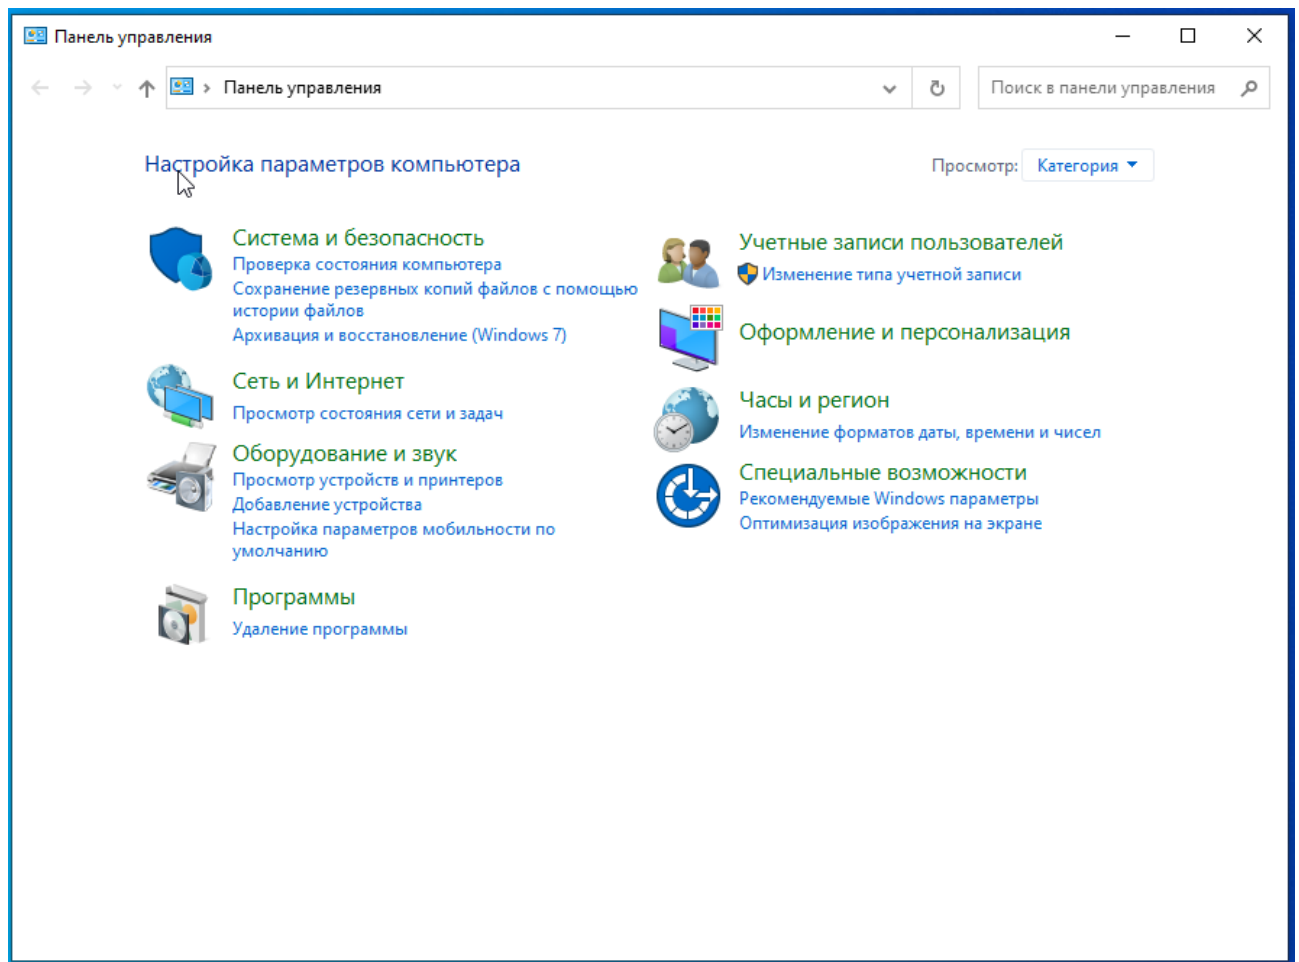 Панель управления
Панель управления
Поиск в панели управления
Настройка параметров компьютера
Просмотр: Категория
Система и безопасность
Проверка состояния компьютера
Сохранение резервных копий файлов с помощью
истории файлов
Архивация и восстановление (Windows 7)
Сеть и Интернет
Просмотр состояния сети и задач
Оборудование и звук
Просмотр устройств и принтеров
Добавление устройства
Настройка параметров мобильности по
умолчанию
Программы
Удаление программы
Учетные записи пользователей
Изменение типа учетной записи
Оформление и персонализация
Часы и регион
Изменение форматов даты, времени и чисел
Специальные возможности
Рекомендуемые Windows параметры
Оптимизация изображения на экране